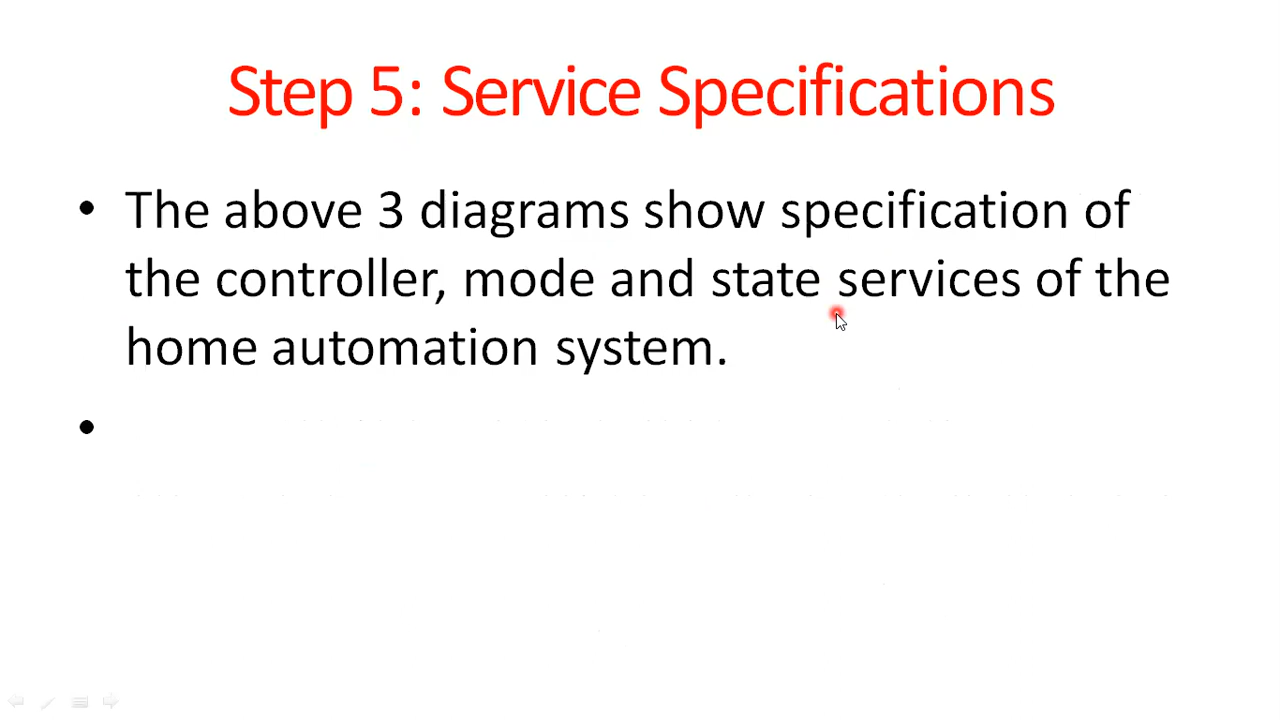 Step 5: Service Specifications
• The above 3 diagrams show specification of
the controller, mode and state services of the
home automation system.
•